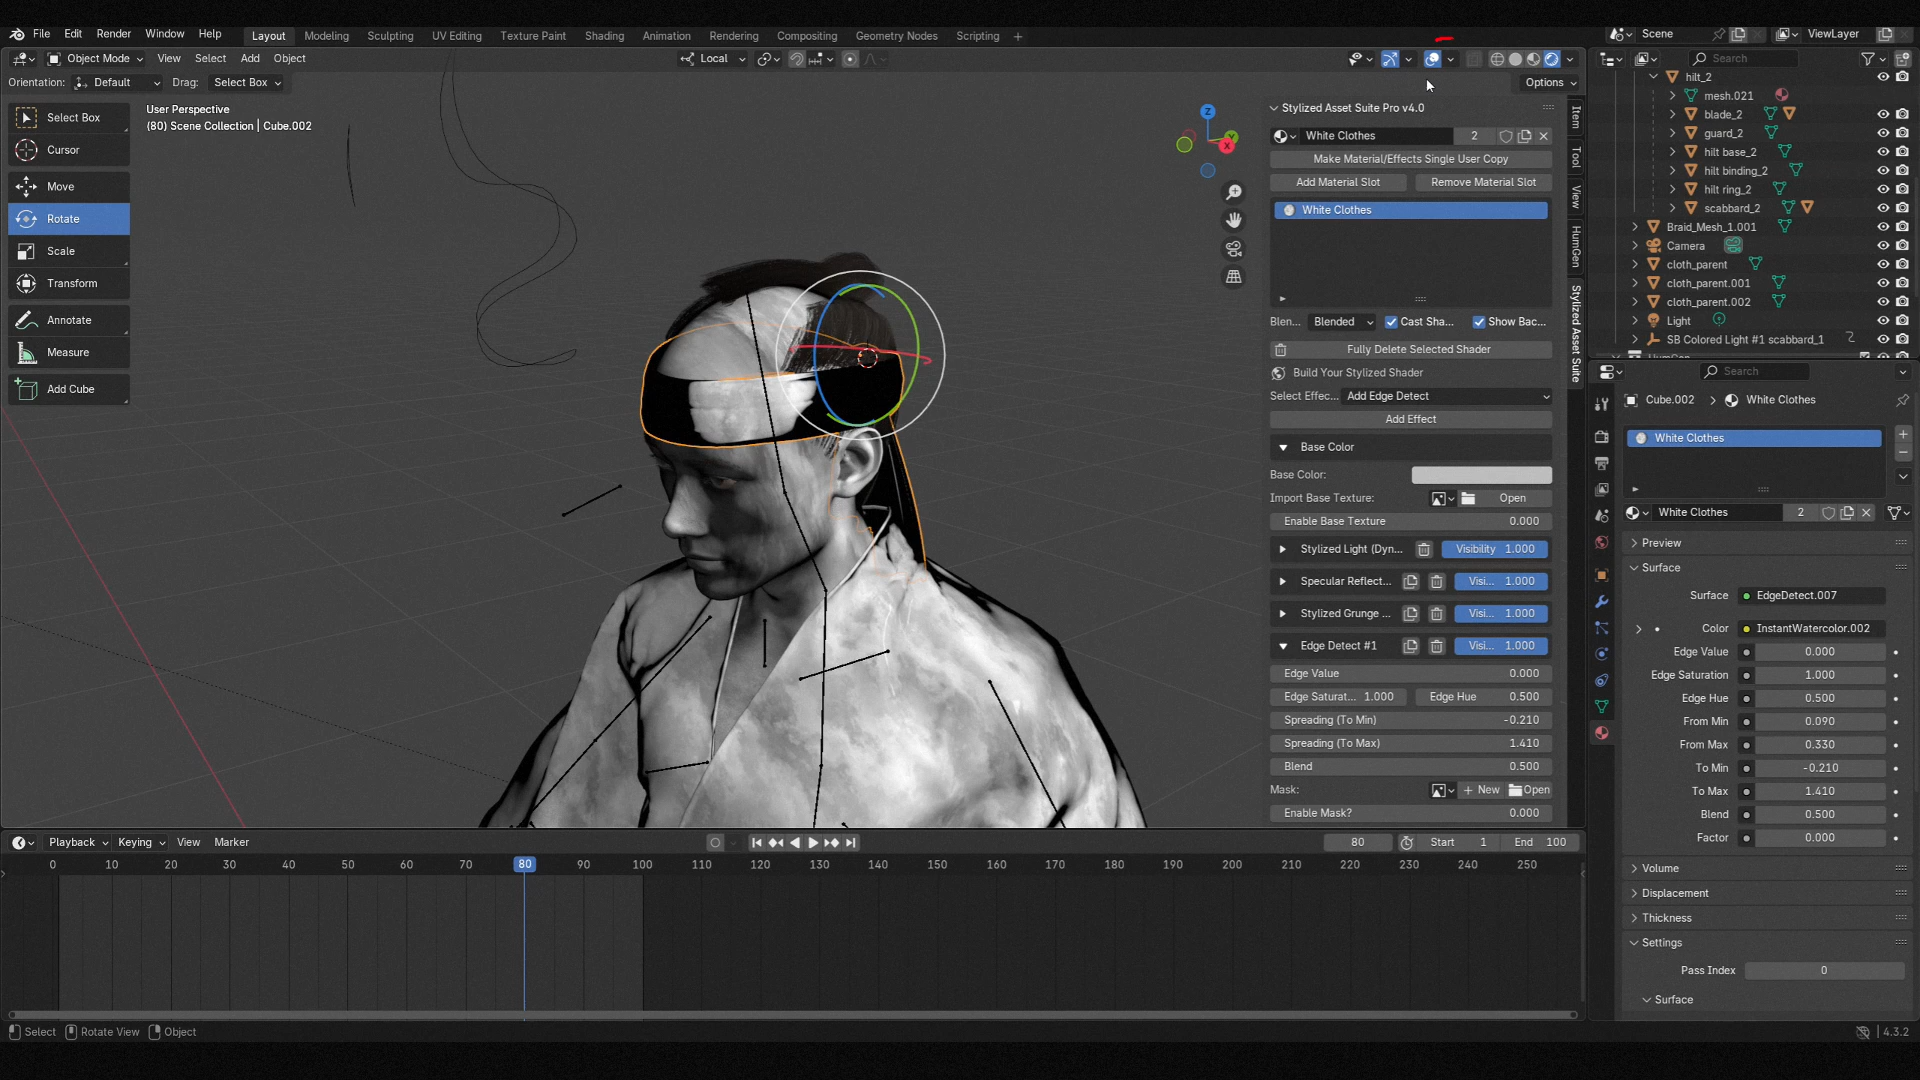 File Edit Render Window Help Layout Modeling Sculpting UV Editing Texture Paint Shading Animation Rendering Compositing Geometry Nodes Scripting + Scene ViewLayer
Object Mode View Select Add Object Local Search
Orientation: Default Drag: Select Box Options
User Perspective
(80) Scene Collection | Cube.002
Select Box
Cursor
Move
Rotate
Scale
Transform
Annotate
Measure
Add Cube
Z
Y
X
Stylized Asset Suite Pro v4.0
White Clothes 2
Make Material/Effects Single User Copy
Add Material Slot Remove Material Slot
White Clothes
Blen... Blended Cast Sha... Show Bac...
Fully Delete Selected Shader
Build Your Stylized Shader
Select Effec... Add Edge Detect
Add Effect
Base Color
Base Color:
Import Base Texture: Open
Enable Base Texture 0.000
Stylized Light (Dyn... Visibility 1.000
Specular Reflect... Visi... 1.000
Stylized Grunge ... Visi... 1.000
Edge Detect #1 Visi... 1.000
Edge Value 0.000
Edge Saturat... 1.000 Edge Hue 0.500
Spreading (To Min) -0.210
Spreading (To Max) 1.410
Blend 0.500
Mask: + New Open
Enable Mask? 0.000
Item
Tool
View
HumGen
Stylized Asset Suite
hilt_2
mesh.021
blade_2
guard_2
hilt base_2
hilt binding_2
hilt ring_2
scabbard_2
Braid_Mesh_1.001
Camera
cloth_parent
cloth_parent.001
cloth_parent.002
Light
SB Colored Light #1 scabbard_1
HumGen
Search
Cube.002 > White Clothes
White Clothes
White Clothes 2
Preview
Surface
Surface EdgeDetect.007
Color InstantWatercolor.002
Edge Value 0.000
Edge Saturation 1.000
Edge Hue 0.500
From Min 0.090
From Max 0.330
To Min -0.210
To Max 1.410
Blend 0.500
Factor 0.000
Volume
Displacement
Thickness
Settings
Pass Index 0
Surface
Playback Keying View Marker 80 Start 1 End 100
0 10 20 30 40 50 60 70 80 90 100 110 120 130 140 150 160 170 180 190 200 210 220 230 240 250
Select Rotate View Object 4.3.2